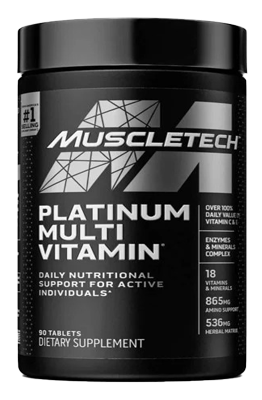 #1
SELLING
MUSCLETECH
PLATINUM
MULTI
VITAMIN
DAILY NUTRITIONAL
SUPPORT FOR ACTIVE
INDIVIDUALS*
90 TABLETS
DIETARY SUPPLEMENT
OVER 100%
DAILY VALUE
VITAMIN C & E
ENZYMES
& MINERALS
COMPLEX
18
VITAMINS
& MINERALS
865MG
AMINO SUPPORT
536MG
HERBAL MATRIX